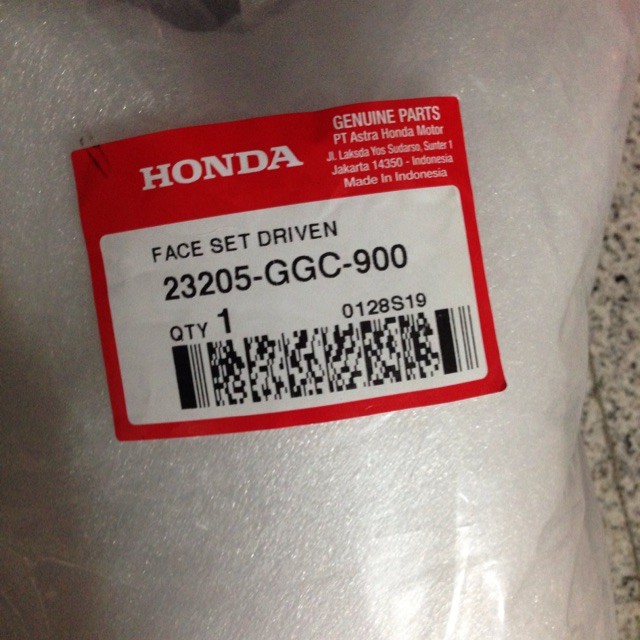 HONDA
GENUINE PARTS
PT Astra Honda Motor
Jl. Laksda Yos Sudarso, Sunter 1
Jakarta 14350 - Indonesia
Made In Indonesia
FACE SET DRIVEN
23205-GGC-900
QTY 1
0128S19